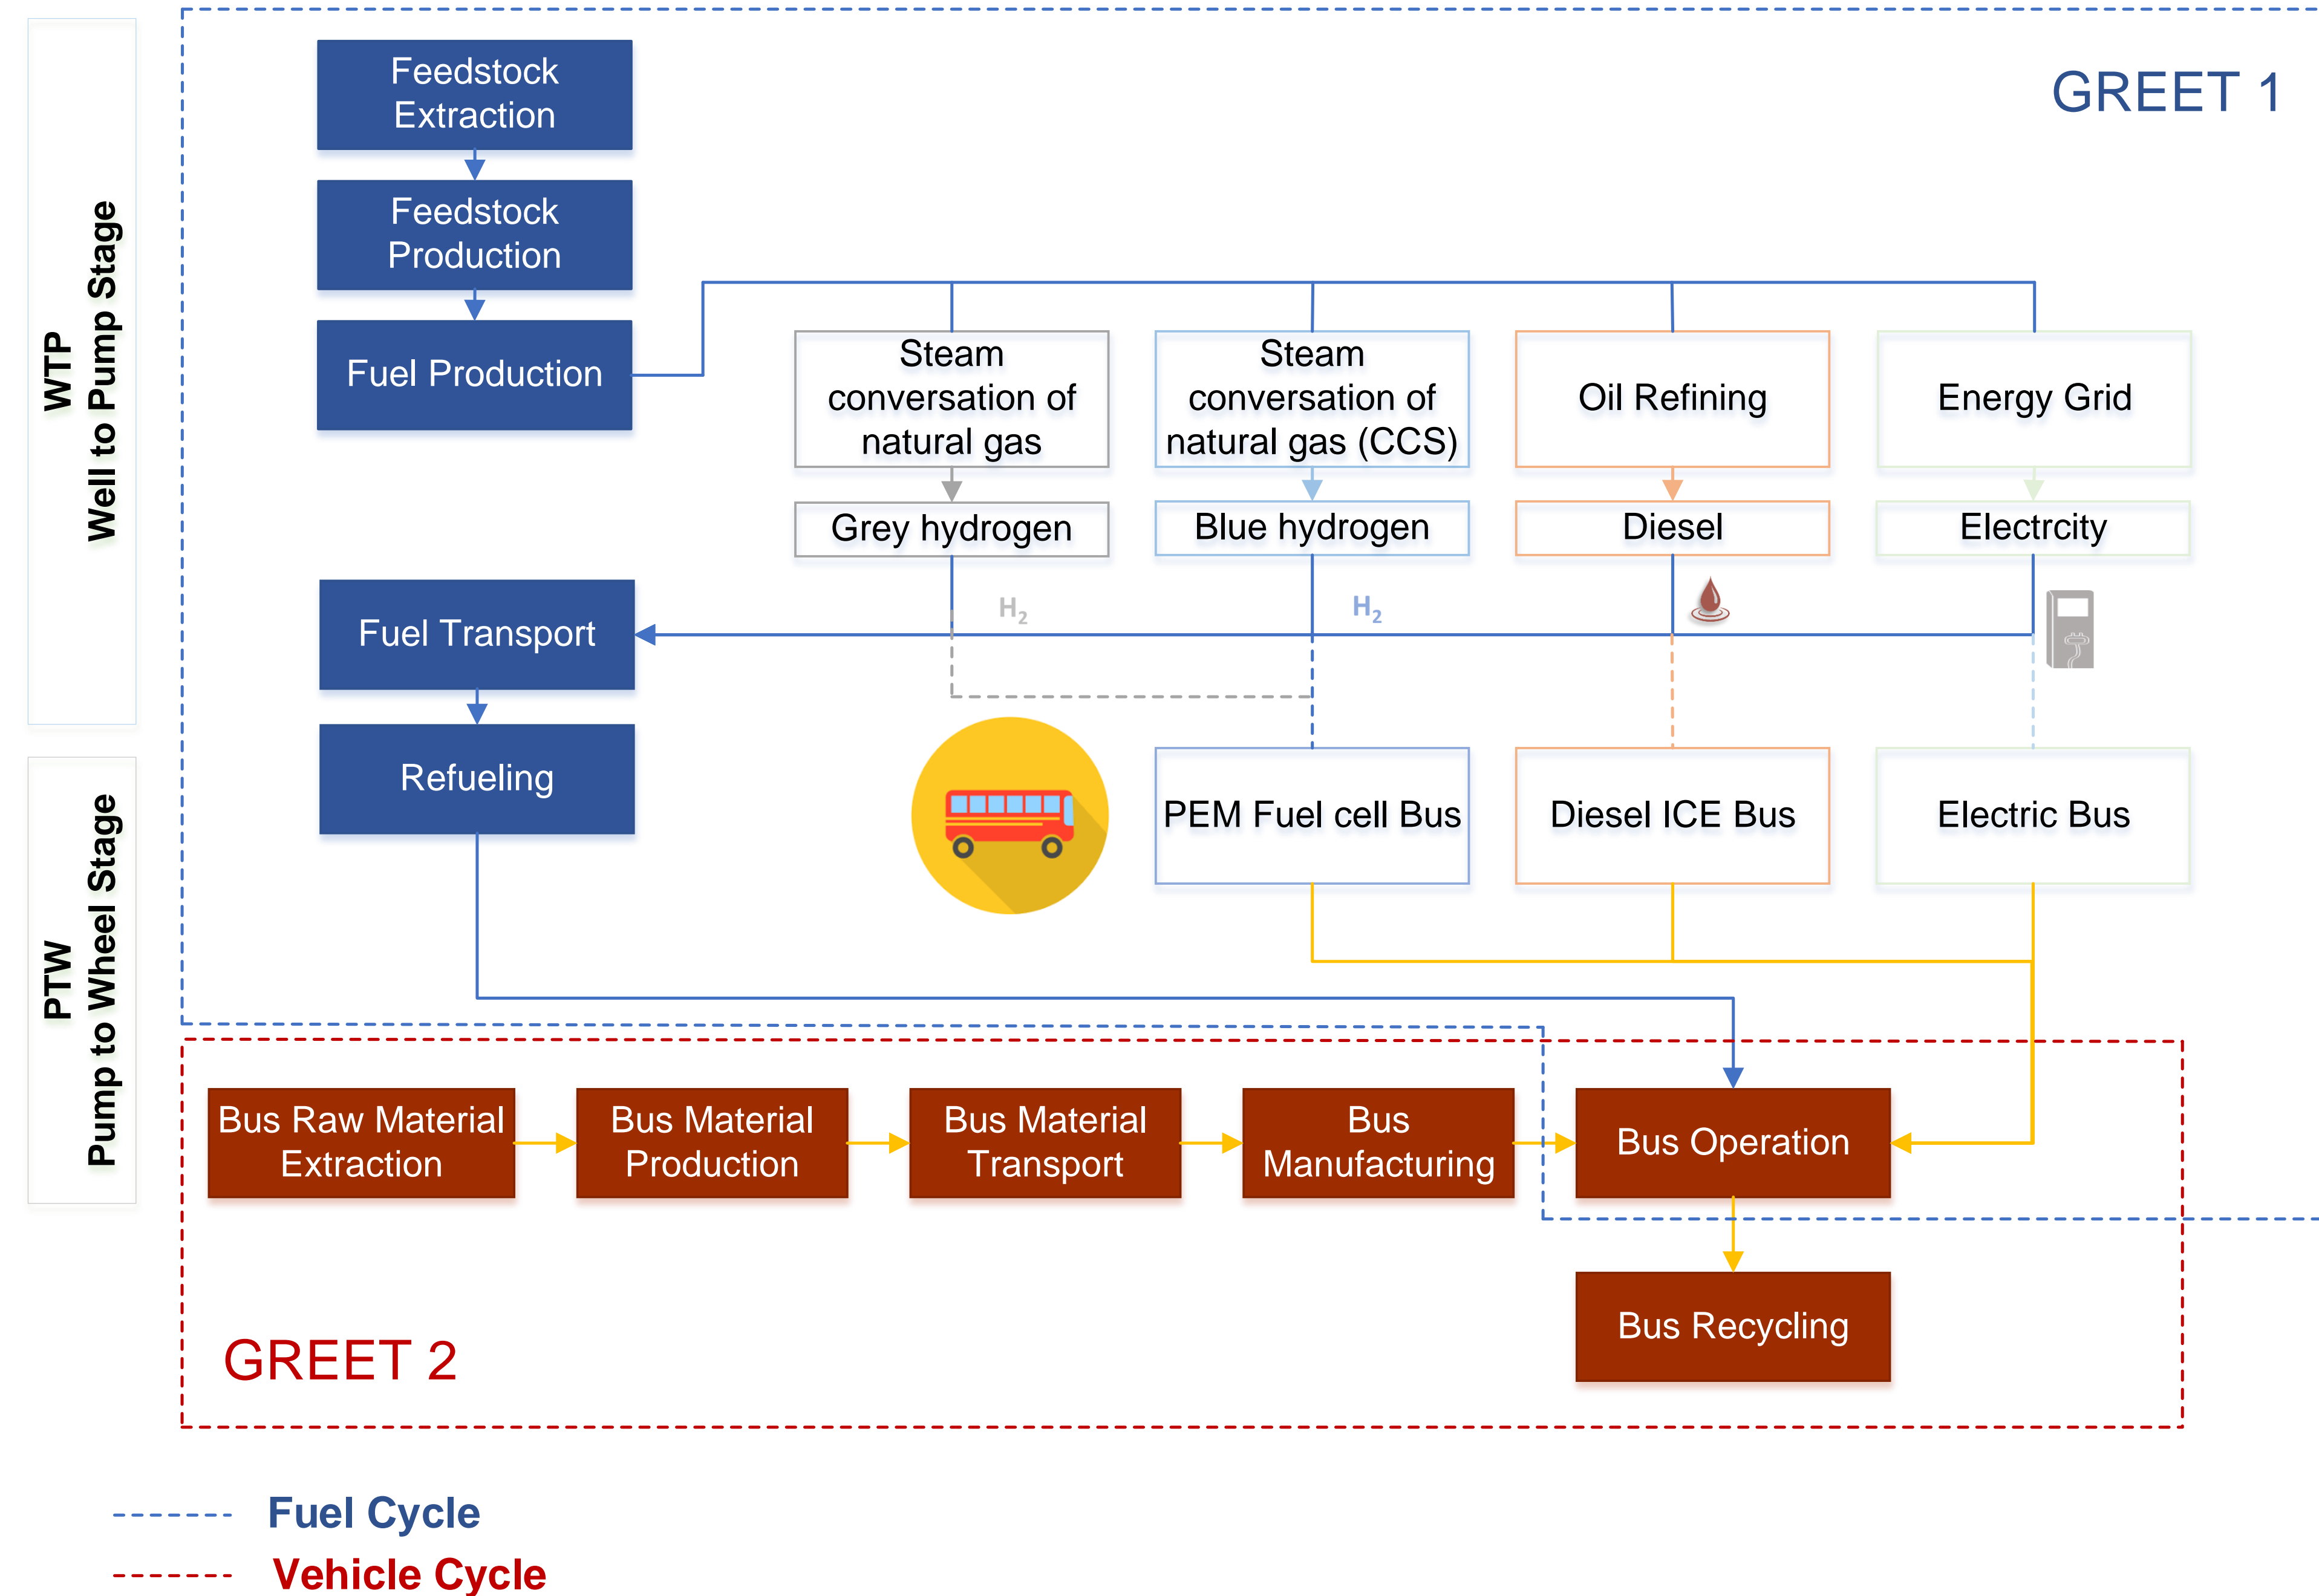 GREET 1
WTP
Well to Pump Stage
Feedstock
Extraction
Feedstock
Production
Fuel Production
Steam
conversation of
natural gas
Steam
conversation of
natural gas (CCS)
Oil Refining
Energy Grid
Grey hydrogen
Blue hydrogen
Diesel
Electrcity
H₂
H₂
Fuel Transport
Refueling
PTW
Pump to Wheel Stage
PEM Fuel cell Bus
Diesel ICE Bus
Electric Bus
Bus Raw Material
Extraction
Bus Material
Production
Bus Material
Transport
Bus
Manufacturing
Bus Operation
Bus Recycling
GREET 2
Fuel Cycle
Vehicle Cycle